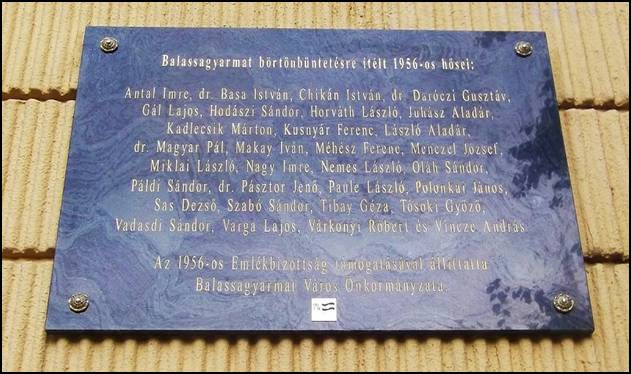 Balassagyarmat börtönbüntetésre ítélt 1956-os hősei:
Antal Imre, dr. Basa István, Chikán István, dr. Daróczi Gusztáv,
Gál Lajos, Hodászi Sándor, Horváth László, Juhász Aladár,
Kadlecsik Márton, Kusnyár Ferenc, László Aladár,
dr. Magyar Pál, Makay Iván, Méhész Ferenc, Menczel József,
Miklai László, Nagy Imre, Nemes László, Oláh Sándor,
Páldi Sándor, dr. Pásztor Jenő, Paule László, Polonkai János,
Sas Dezső, Szabó Sándor, Tibay Géza, Tősoki Győző,
Vadasdi Sándor, Varga Lajos, Várkonyi Róbert és Vincze András
Az 1956-os Emlékbizottság támogatásával állíttatta
Balassagyarmat Város Önkormányzata.